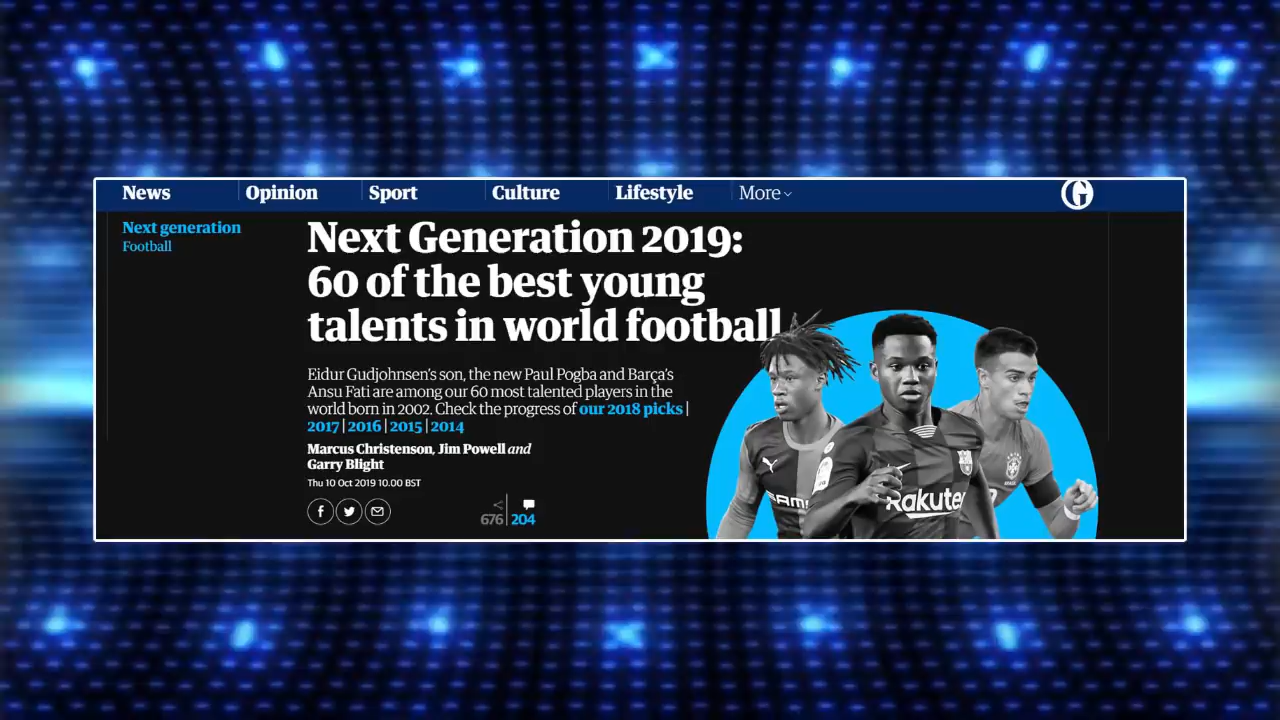 News Opinion Sport Culture Lifestyle More
Next generation
Football
Next Generation 2019:
60 of the best young
talents in world football
Eidur Gudjohnsen's son, the new Paul Pogba and Barça's
Ansu Fati are among our 60 most talented players in the
world born in 2002. Check the progress of our 2018 picks |
2017 | 2016 | 2015 | 2014
Marcus Christenson, Jim Powell and
Garry Blight
Thu 10 Oct 2019 10.00 BST
676 204
Rakuten
BRASIL